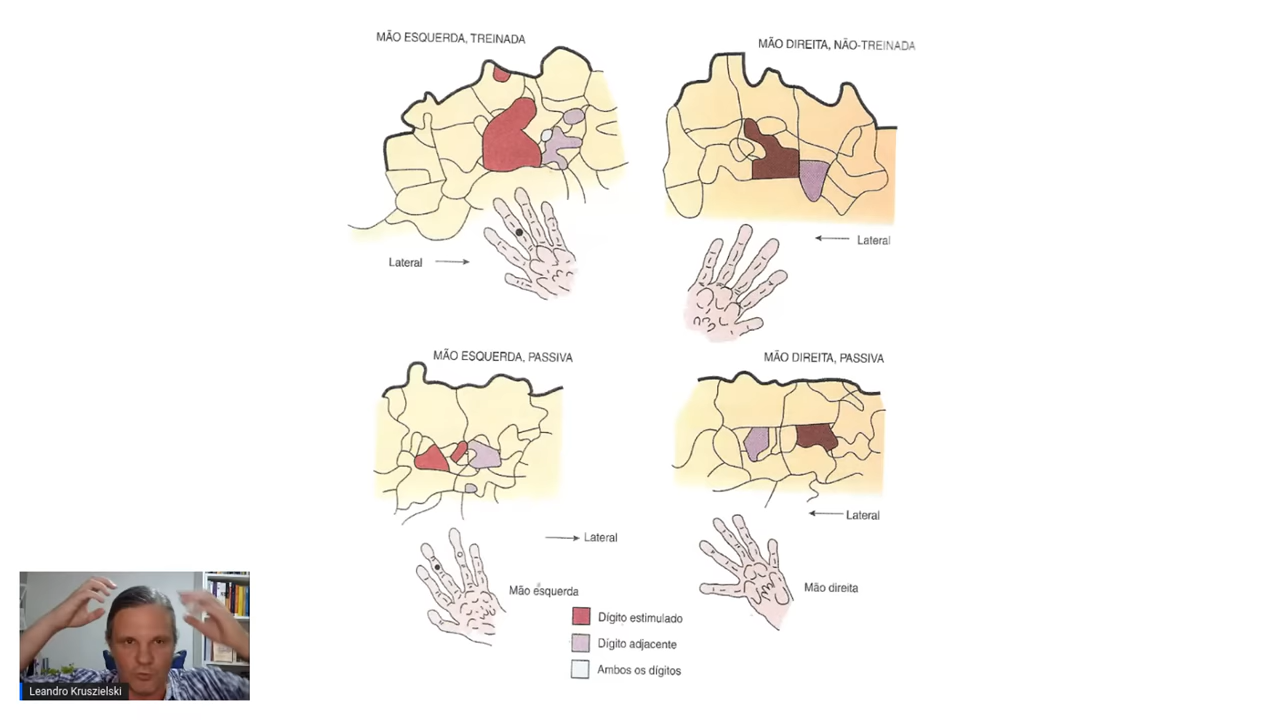 MÃO ESQUERDA, TREINADA
MÃO DIREITA, NÃO-TREINADA
Lateral
Lateral
MÃO ESQUERDA, PASSIVA
MÃO DIREITA, PASSIVA
Lateral
Lateral
Mão esquerda
Mão direita
Dígito estimulado
Dígito adjacente
Ambos os dígitos
Leandro Kruszielski